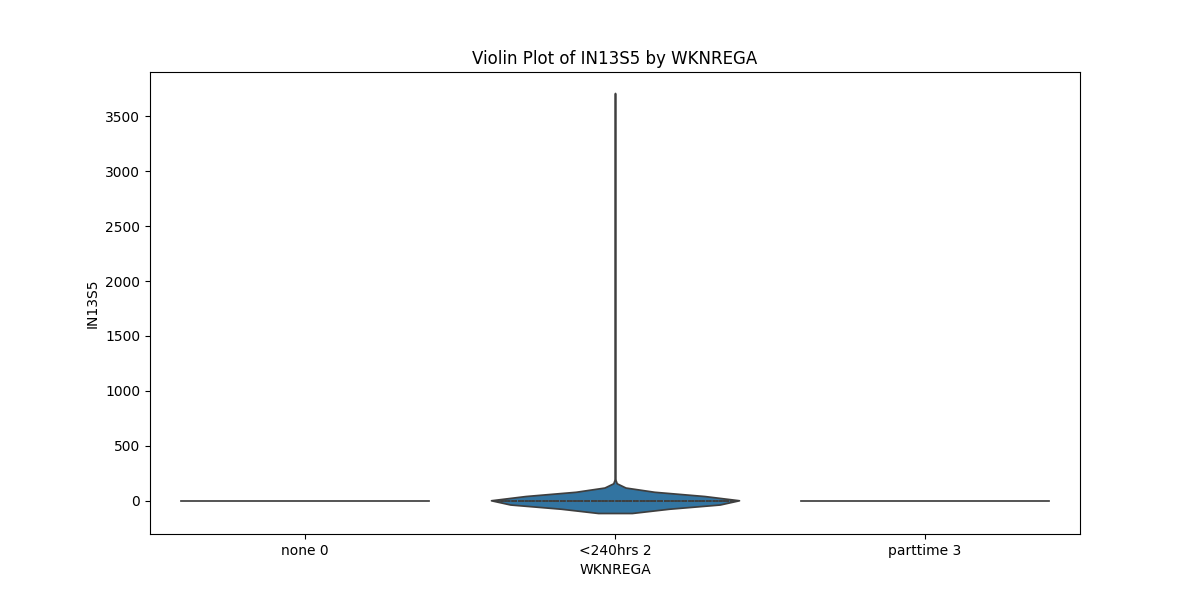 Violin Plot of IN13S5 by WKNREGA
3500
3000
2500
2000
1500
1000
500
0
IN13S5
none 0
<240hrs 2
parttime 3
WKNREGA